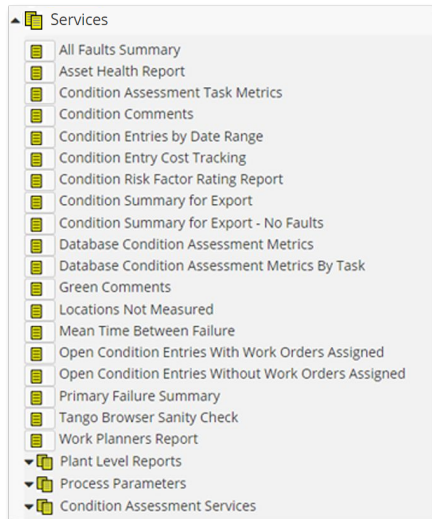 Services
All Faults Summary
Asset Health Report
Condition Assessment Task Metrics
Condition Comments
Condition Entries by Date Range
Condition Entry Cost Tracking
Condition Risk Factor Rating Report
Condition Summary for Export
Condition Summary for Export - No Faults
Database Condition Assessment Metrics
Database Condition Assessment Metrics By Task
Green Comments
Locations Not Measured
Mean Time Between Failure
Open Condition Entries With Work Orders Assigned
Open Condition Entries Without Work Orders Assigned
Primary Failure Summary
Tango Browser Sanity Check
Work Planners Report
Plant Level Reports
Process Parameters
Condition Assessment Services